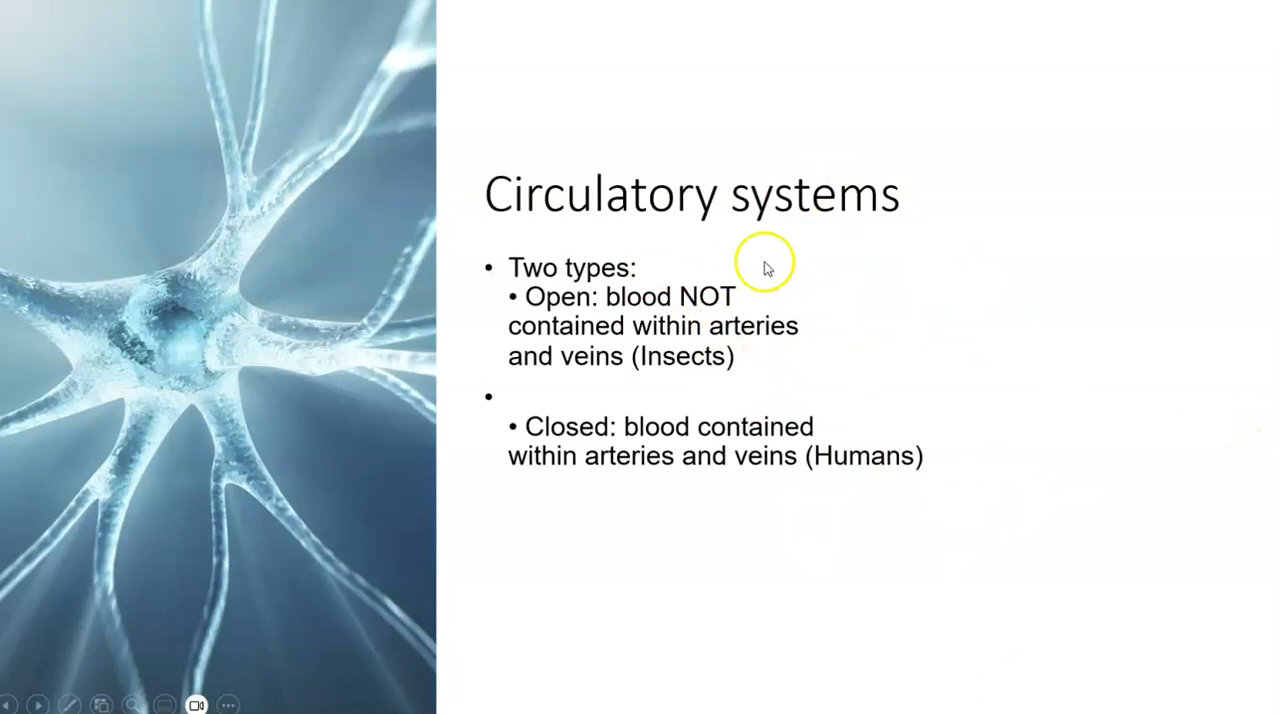 Circulatory systems
• Two types:
• Open: blood NOT
contained within arteries
and veins (Insects)
•
• Closed: blood contained
within arteries and veins (Humans)